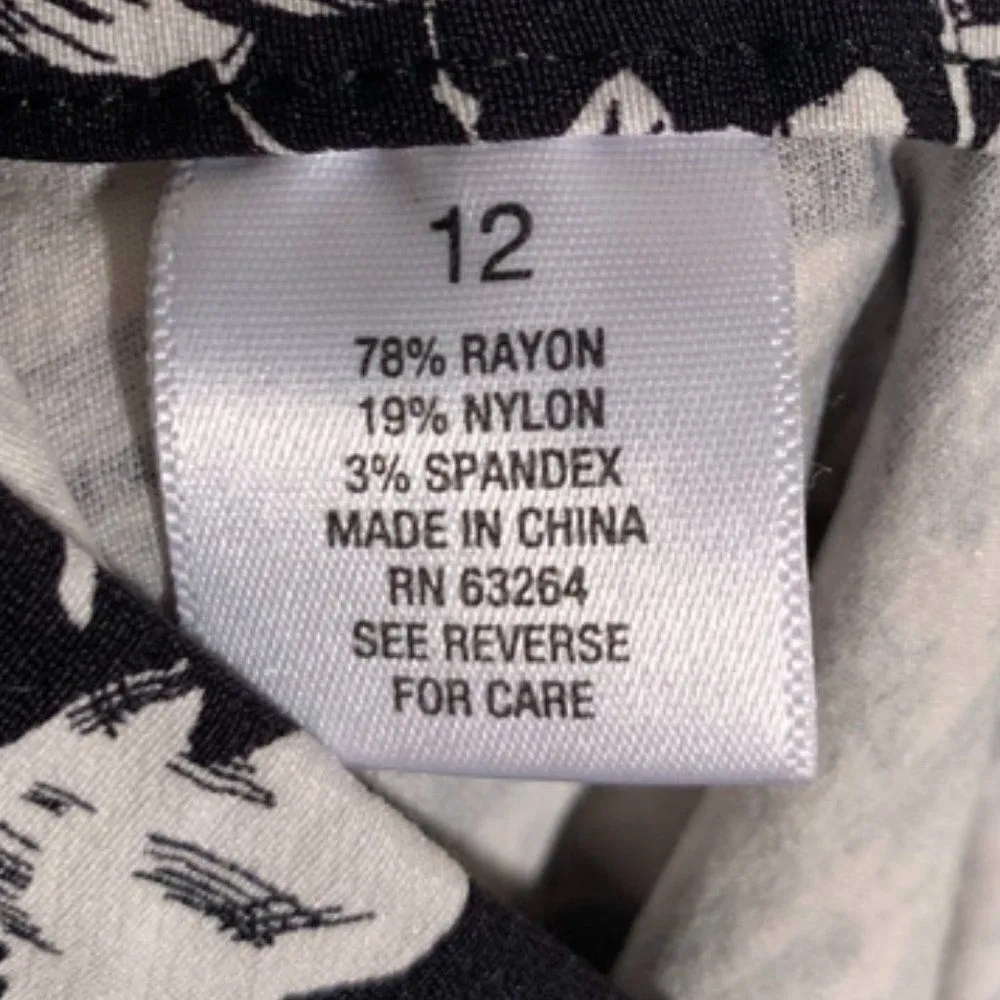 12
78% RAYON
19% NYLON
3% SPANDEX
MADE IN CHINA
RN 63264
SEE REVERSE
FOR CARE